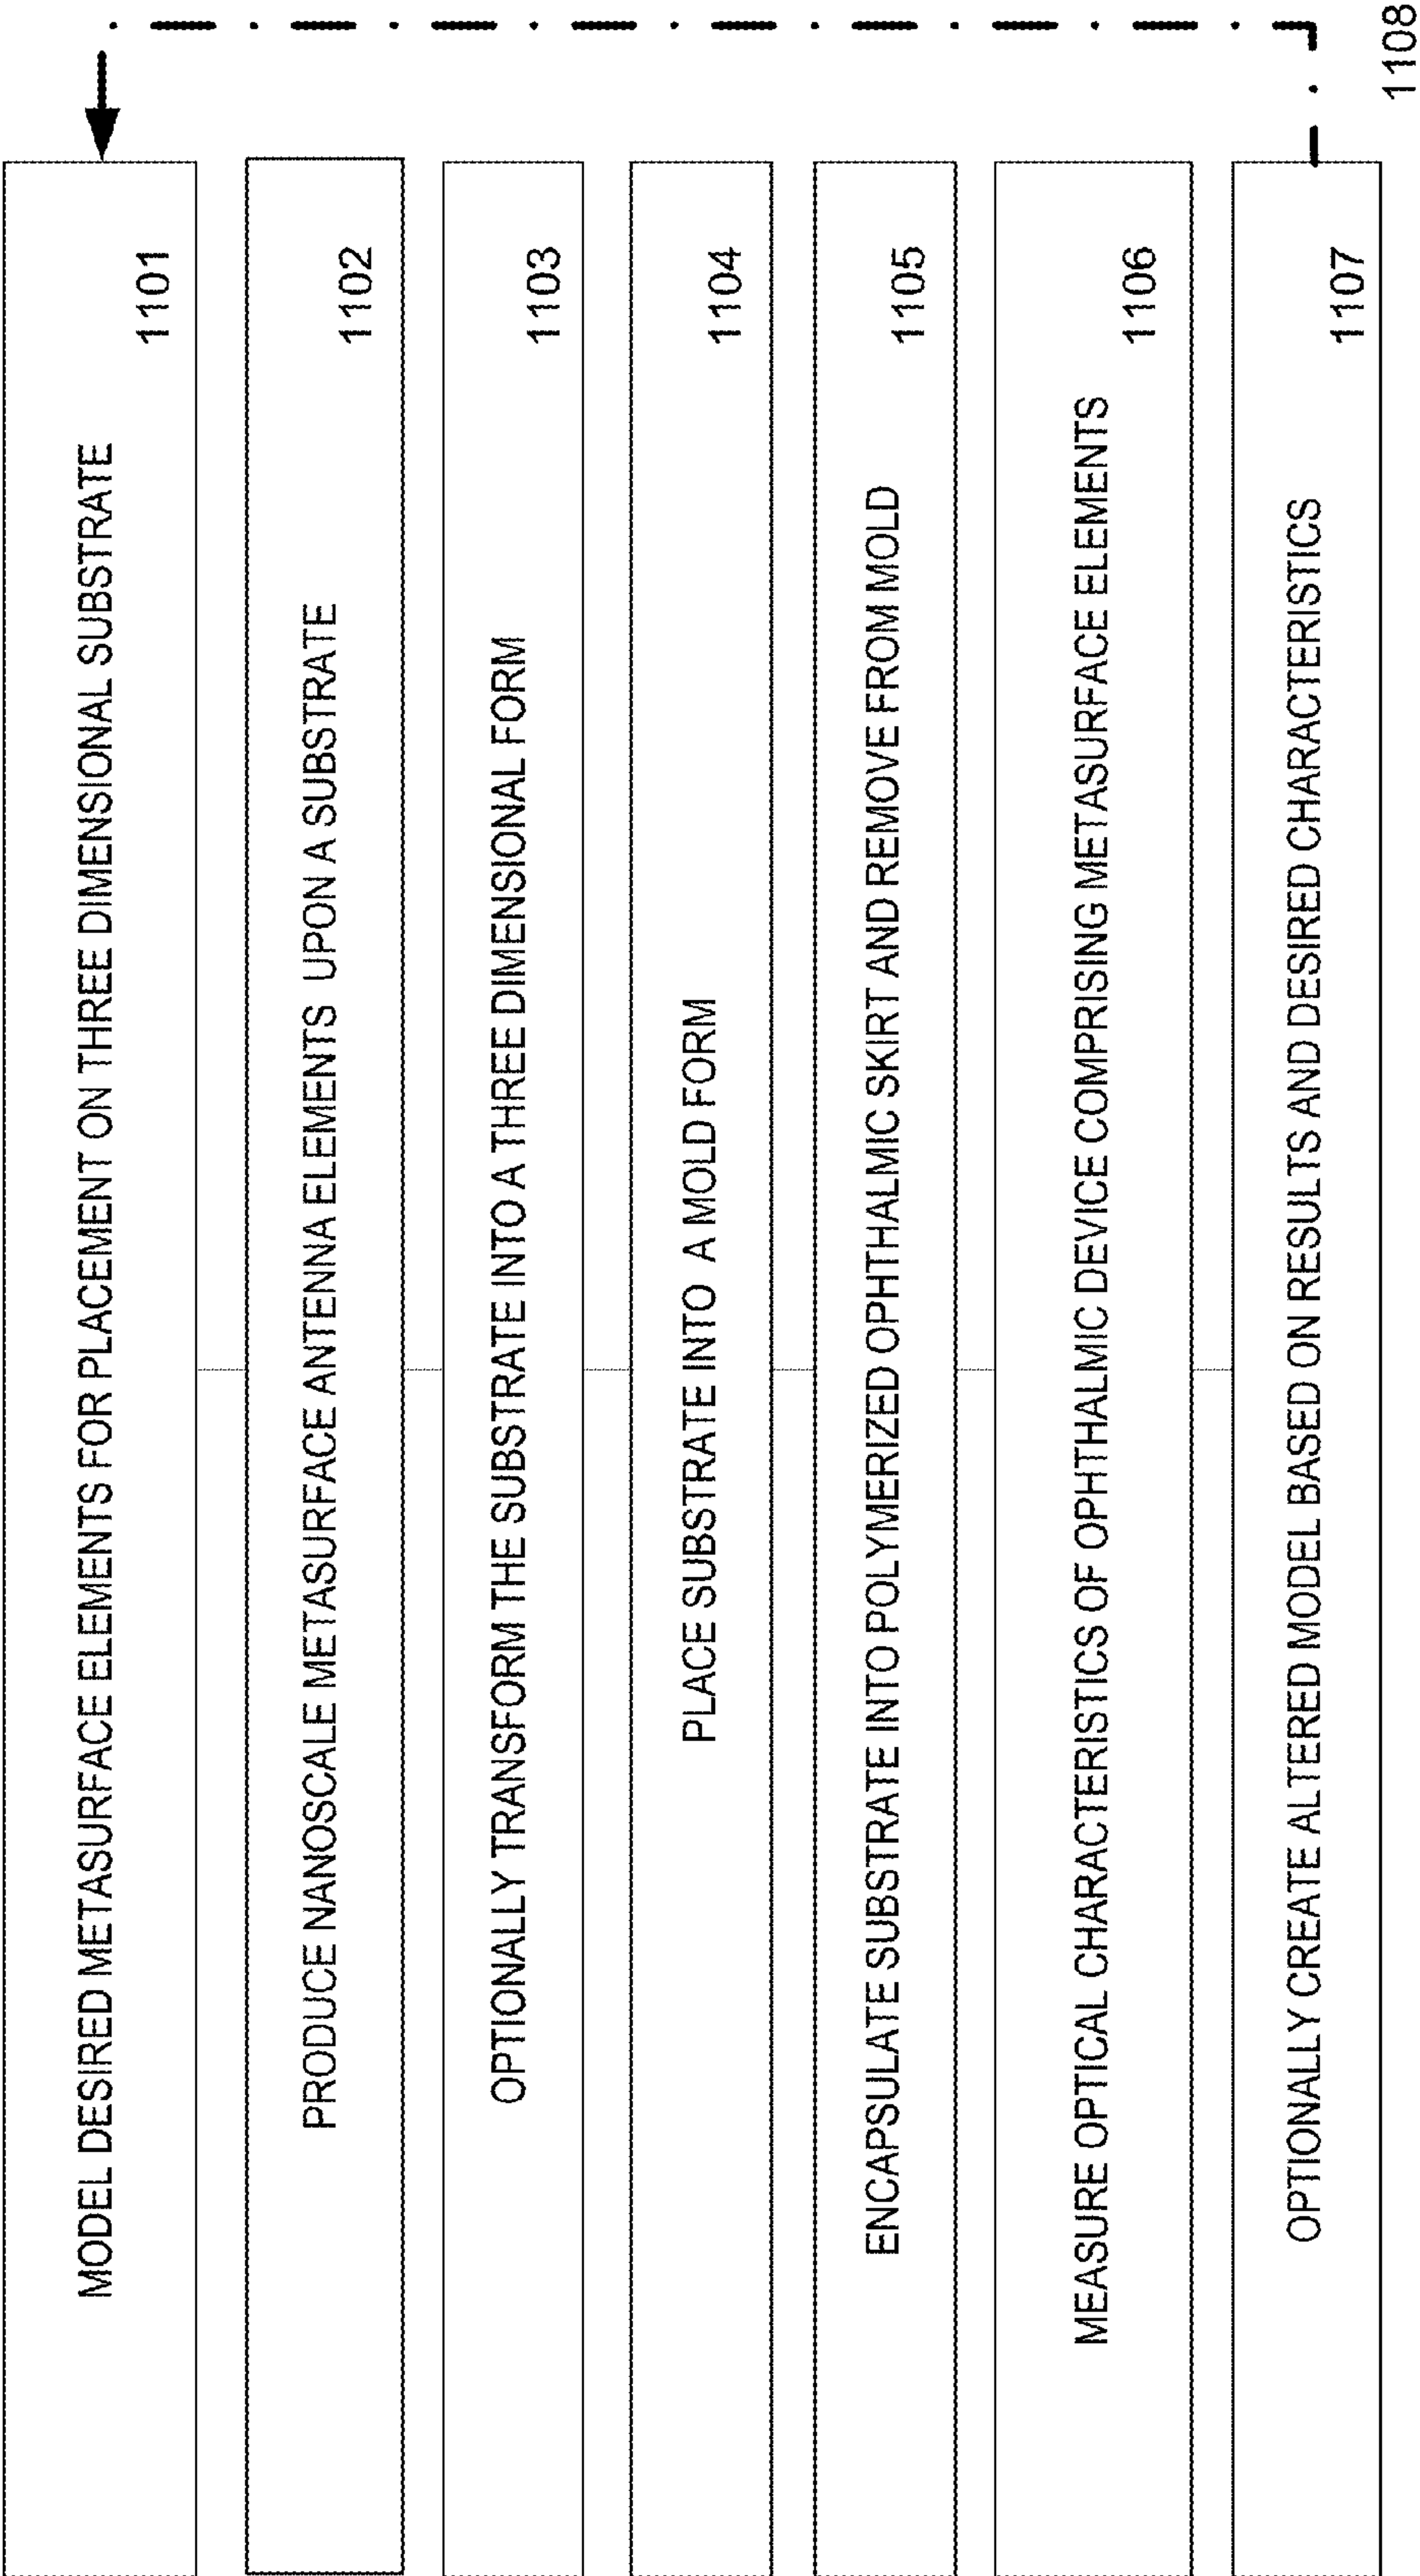 MODEL DESIRED METASURFACE ELEMENTS FOR PLACEMENT ON THREE DIMENSIONAL SUBSTRATE
1101
PRODUCE NANOSCALE METASURFACE ANTENNA ELEMENTS UPON A SUBSTRATE
1102
OPTIONALLY TRANSFORM THE SUBSTRATE INTO A THREE DIMENSIONAL FORM
1103
PLACE SUBSTRATE INTO A MOLD FORM
1104
ENCAPSULATE SUBSTRATE INTO POLYMERIZED OPHTHALMIC SKIRT AND REMOVE FROM MOLD
1105
MEASURE OPTICAL CHARACTERISTICS OF OPHTHALMIC DEVICE COMPRISING METASURFACE ELEMENTS
1106
OPTIONALLY CREATE ALTERED MODEL BASED ON RESULTS AND DESIRED CHARACTERISTICS
1107
1108